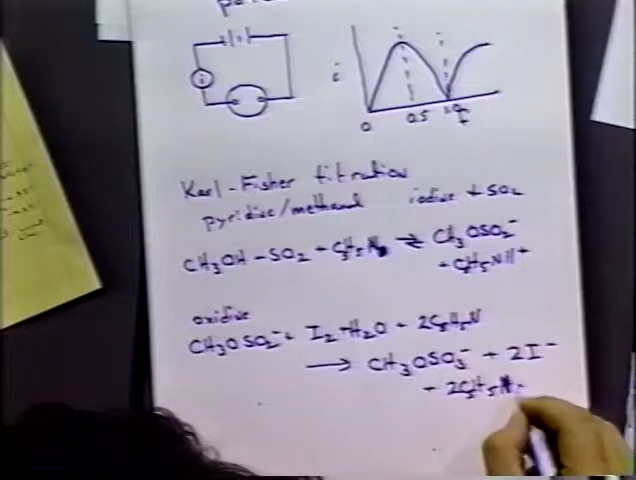 i
i
0 0.5 1.0
f
Karl-Fisher titration
pyridine/methanol iodine + SO2
CH3OH - SO2 + C5H5N ⇌ CH3OSO2-
+ C5H5NH+
oxidize
CH3OSO2- + I2 + H2O + 2C5H5N
→ CH3OSO3- + 2I-
+ 2C5H5N